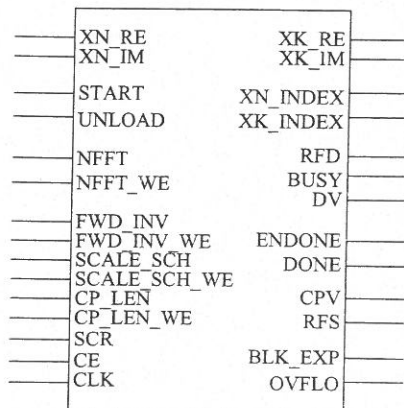 XN_RE
XN_IM
START
UNLOAD
NFFT
NFFT_WE
FWD_INV
FWD_INV_WE
SCALE_SCH
SCALE_SCH_WE
CP_LEN
CP_LEN_WE
SCR
CE
CLK
XK_RE
XK_IM
XN_INDEX
XK_INDEX
RFD
BUSY
DV
ENDONE
DONE
CPV
RFS
BLK_EXP
OVFLO